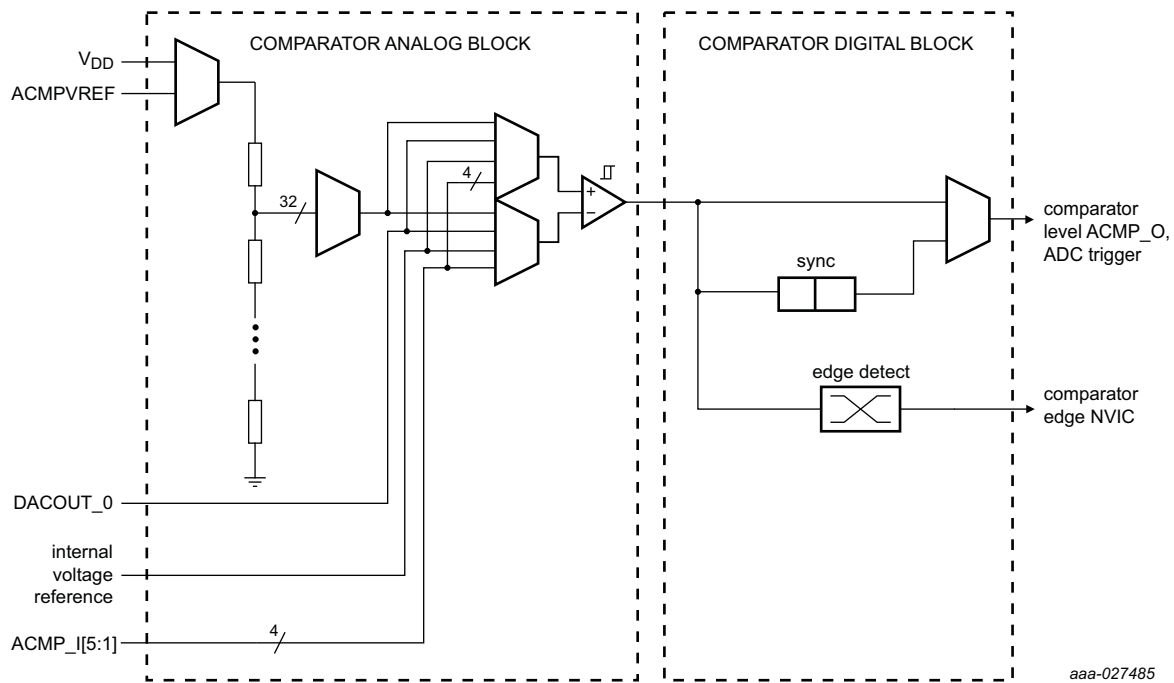 COMPARATOR ANALOG BLOCK
COMPARATOR DIGITAL BLOCK
VDD
ACMPVREF
4
32
+
−
sync
comparator
level ACMP_O,
ADC trigger
edge detect
comparator
edge NVIC
DACOUT_0
internal
voltage
reference
4
ACMP_I[5:1]
aaa-027485